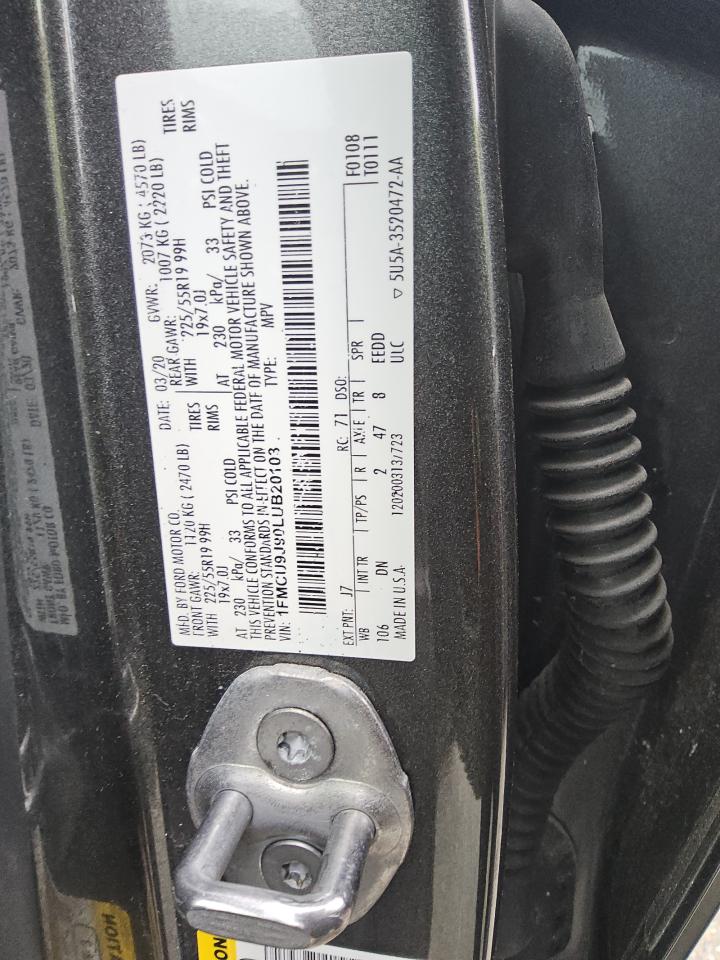 MFD. BY FORD MOTOR CO.
DATE: 03/20 GVWR: 2073 KG ( 4570 LB)
FRONT GAWR: 1120 KG ( 2470 LB)
REAR GAWR: 1007 KG ( 2220 LB)
WITH 225/55R19 99H TIRES
WITH 225/55R19 99H TIRES
19x7.0J RIMS
19x7.0J RIMS
AT 230 kPa/ 33 PSI COLD
AT 230 kPa/ 33 PSI COLD
THIS VEHICLE CONFORMS TO ALL APPLICABLE FEDERAL MOTOR VEHICLE SAFETY AND THEFT
PREVENTION STANDARDS IN EFFECT ON THE DATE OF MANUFACTURE SHOWN ABOVE.
VIN: 1FMCU9J90LUB20103 TYPE: MPV
EXT PNT: J7 RC: 71 DSO: F0108
T0111
WB INT TR TP/PS R AXLE TR SPR
106 DN 2 47 8 EEDD
MADE IN U.S.A. 120200313/723 ULC
▽ 5U5A-3520472-AA